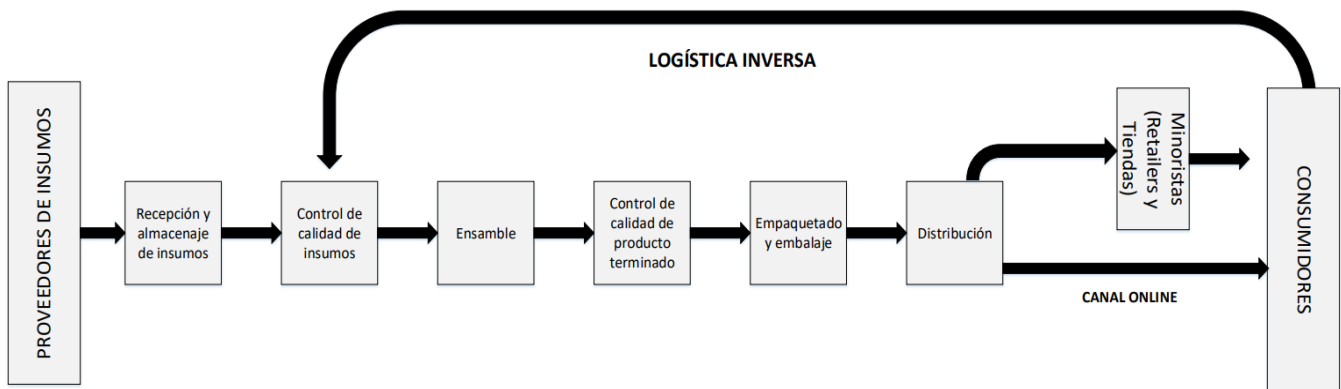 LOGÍSTICA INVERSA
PROVEEDORES DE INSUMOS
Recepción y
almacenaje
de insumos
Control de
calidad de
insumos
Ensamble
Control de
calidad de
producto
terminado
Empaquetado
y embalaje
Distribución
Minoristas
(Retailers y
Tiendas)
CANAL ONLINE
CONSUMIDORES